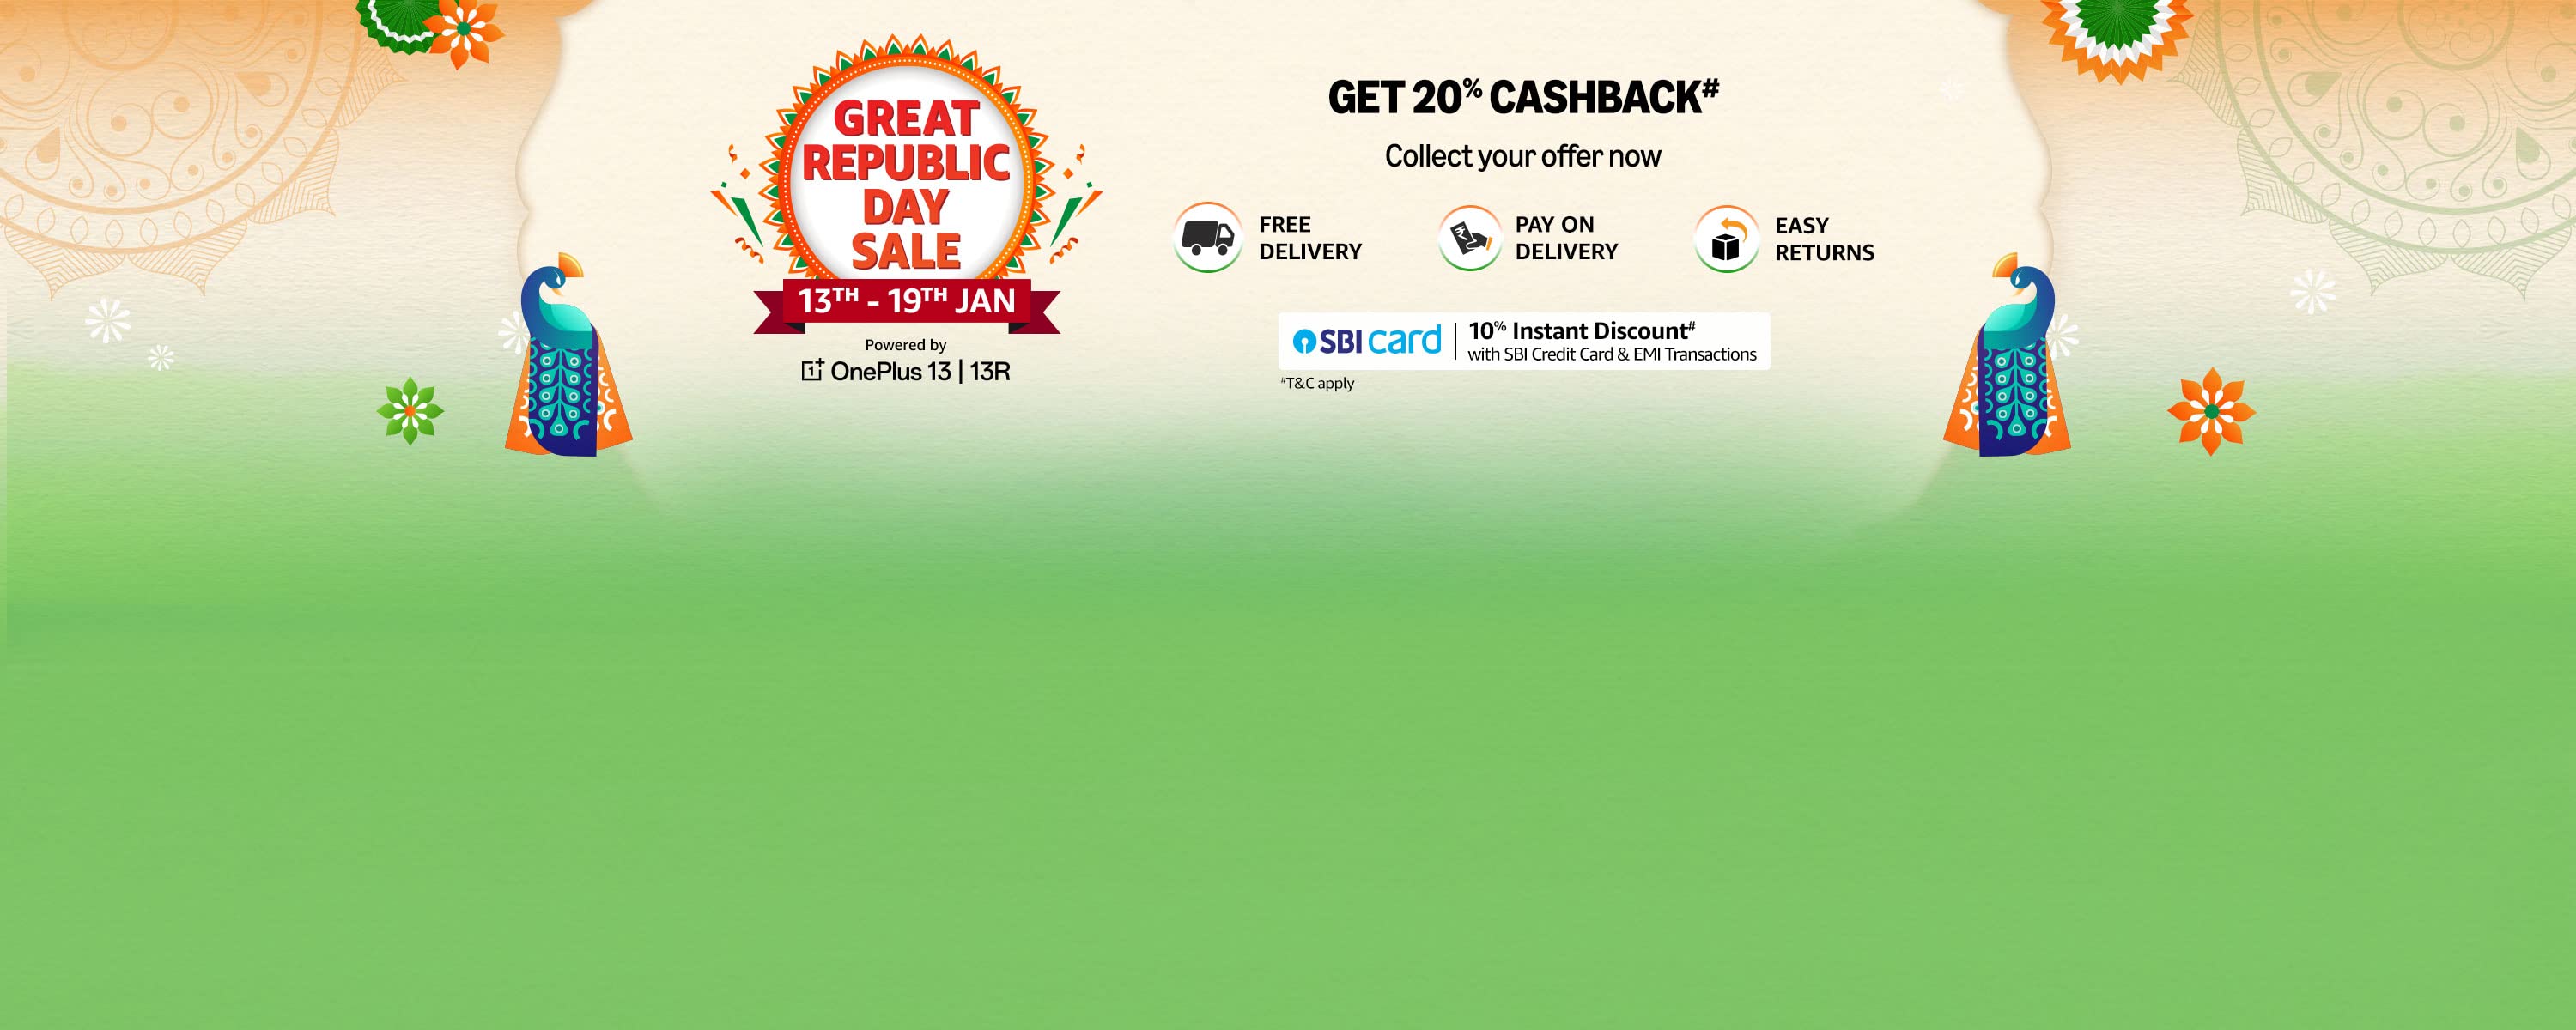 GREAT
REPUBLIC
DAY
SALE
13TH - 19TH JAN
Powered by
OnePlus 13 | 13R
GET 20% CASHBACK#
Collect your offer now
FREE
DELIVERY
PAY ON
DELIVERY
EASY
RETURNS
SBI card
10% Instant Discount#
with SBI Credit Card & EMI Transactions
#T&C apply